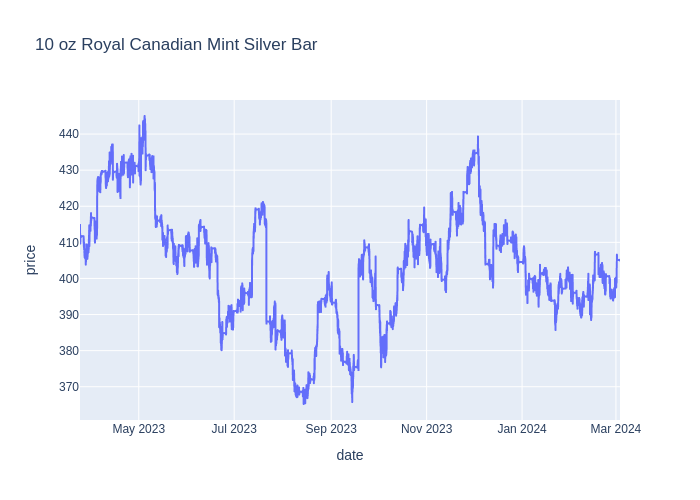 10 oz Royal Canadian Mint Silver Bar
440
430
420
410
400
390
380
370
price
May 2023
Jul 2023
Sep 2023
Nov 2023
Jan 2024
Mar 2024
date